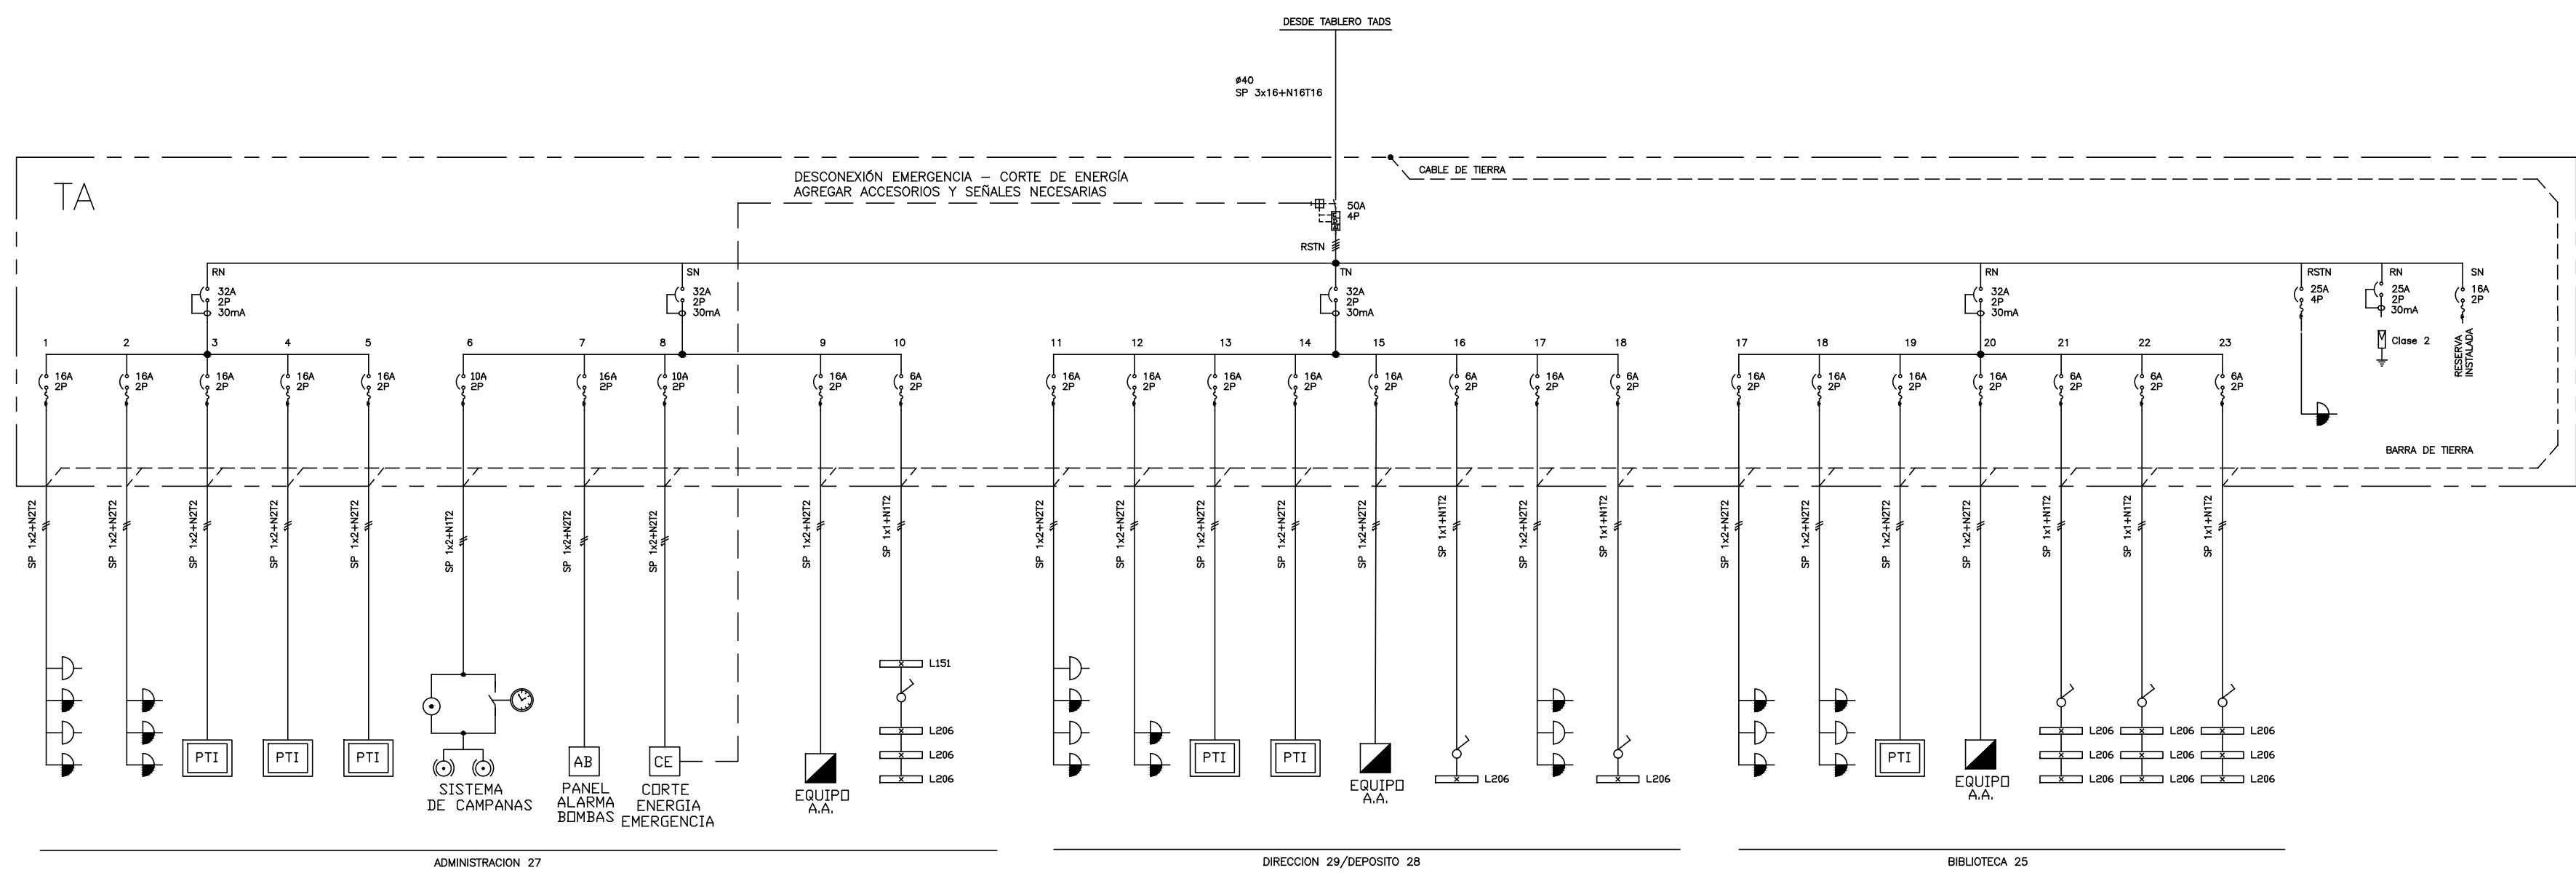 DESDE TABLERO TADS
ø40
SP 3x16+N16T16
TA
DESCONEXIÓN EMERGENCIA – CORTE DE ENERGÍA
AGREGAR ACCESORIOS Y SEÑALES NECESARIAS
CABLE DE TIERRA
50A
4P
RSTN
RN
32A
2P
30mA
SN
32A
2P
30mA
TN
32A
2P
30mA
RN
32A
2P
30mA
RSTN
25A
4P
RN
25A
2P
30mA
Clase 2
SN
16A
2P
RESERVA
INSTALADA
1
2
3
4
5
6
7
8
9
10
11
12
13
14
15
16
17
18
17
18
19
20
21
22
23
16A
2P
16A
2P
16A
2P
16A
2P
16A
2P
10A
2P
16A
2P
10A
2P
16A
2P
6A
2P
16A
2P
16A
2P
16A
2P
16A
2P
16A
2P
6A
2P
16A
2P
6A
2P
16A
2P
16A
2P
16A
2P
16A
2P
6A
2P
6A
2P
6A
2P
BARRA DE TIERRA
SP 1x2+N2T2
SP 1x2+N2T2
SP 1x2+N2T2
SP 1x2+N2T2
SP 1x2+N2T2
SP 1x2+N1T2
SP 1x2+N2T2
SP 1x2+N2T2
SP 1x2+N2T2
SP 1x1+N1T2
SP 1x2+N2T2
SP 1x2+N2T2
SP 1x2+N2T2
SP 1x2+N2T2
SP 1x2+N2T2
SP 1x1+N1T2
SP 1x2+N2T2
SP 1x1+N1T2
SP 1x2+N2T2
SP 1x2+N2T2
SP 1x2+N2T2
SP 1x2+N2T2
SP 1x1+N1T2
SP 1x1+N1T2
SP 1x1+N1T2
PTI
PTI
PTI
SISTEMA
DE CAMPANAS
AB
PANEL
ALARMA
BOMBAS
CE
CORTE
ENERGIA
EMERGENCIA
EQUIPO
A.A.
L151
L206
L206
L206
PTI
PTI
EQUIPO
A.A.
L206
L206
PTI
EQUIPO
A.A.
L206
L206
L206
L206
L206
L206
L206
L206
L206
ADMINISTRACION 27
DIRECCION 29/DEPOSITO 28
BIBLIOTECA 25